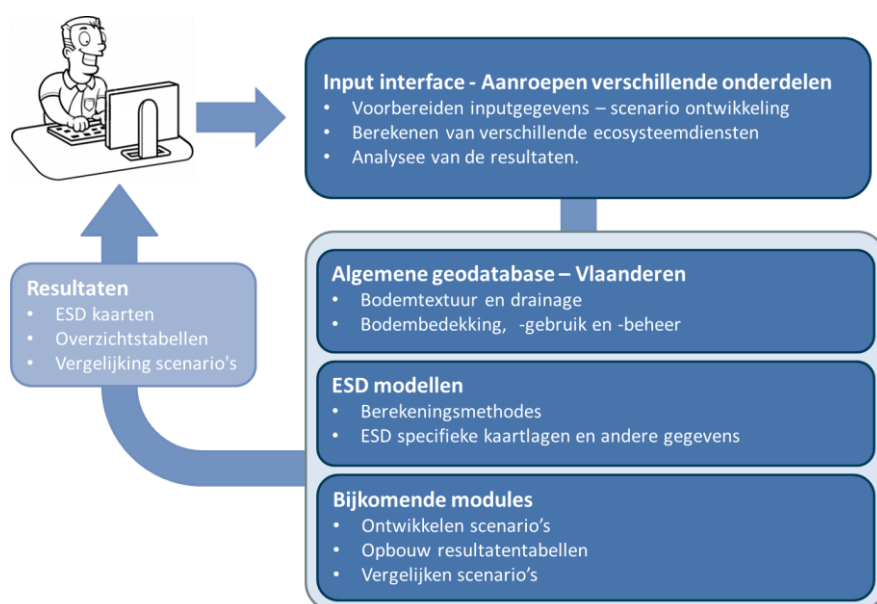 Input interface - Aanroepen verschillende onderdelen
• Voorbereiden inputgegevens – scenario ontwikkeling
• Berekenen van verschillende ecosysteemdiensten
• Analysee van de resultaten.
Algemene geodatabase – Vlaanderen
• Bodemtextuur en drainage
• Bodembedekking, -gebruik en -beheer
ESD modellen
• Berekeningsmethodes
• ESD specifieke kaartlagen en andere gegevens
Bijkomende modules
• Ontwikkelen scenario’s
• Opbouw resultatentabellen
• Vergelijken scenario’s
Resultaten
• ESD kaarten
• Overzichtstabellen
• Vergelijking scenario's